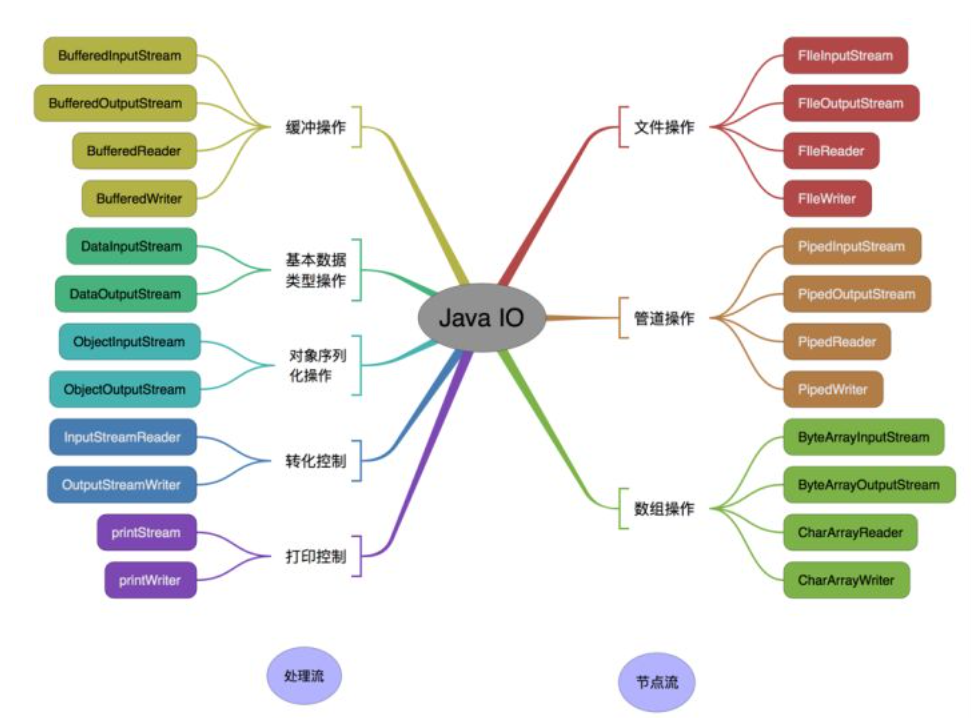 BufferedInputStream
BufferedOutputStream
BufferedReader
BufferedWriter
缓冲操作
DataInputStream
DataOutputStream
基本数据
类型操作
ObjectInputStream
ObjectOutputStream
对象序列
化操作
InputStreamReader
OutputStreamWriter
转化控制
printStream
printWriter
打印控制
Java IO
文件操作
FIleInputStream
FIleOutputStream
FIleReader
FIleWriter
管道操作
PipedInputStream
PipedOutputStream
PipedReader
PipedWriter
数组操作
ByteArrayInputStream
ByteArrayOutputStream
CharArrayReader
CharArrayWriter
处理流
节点流